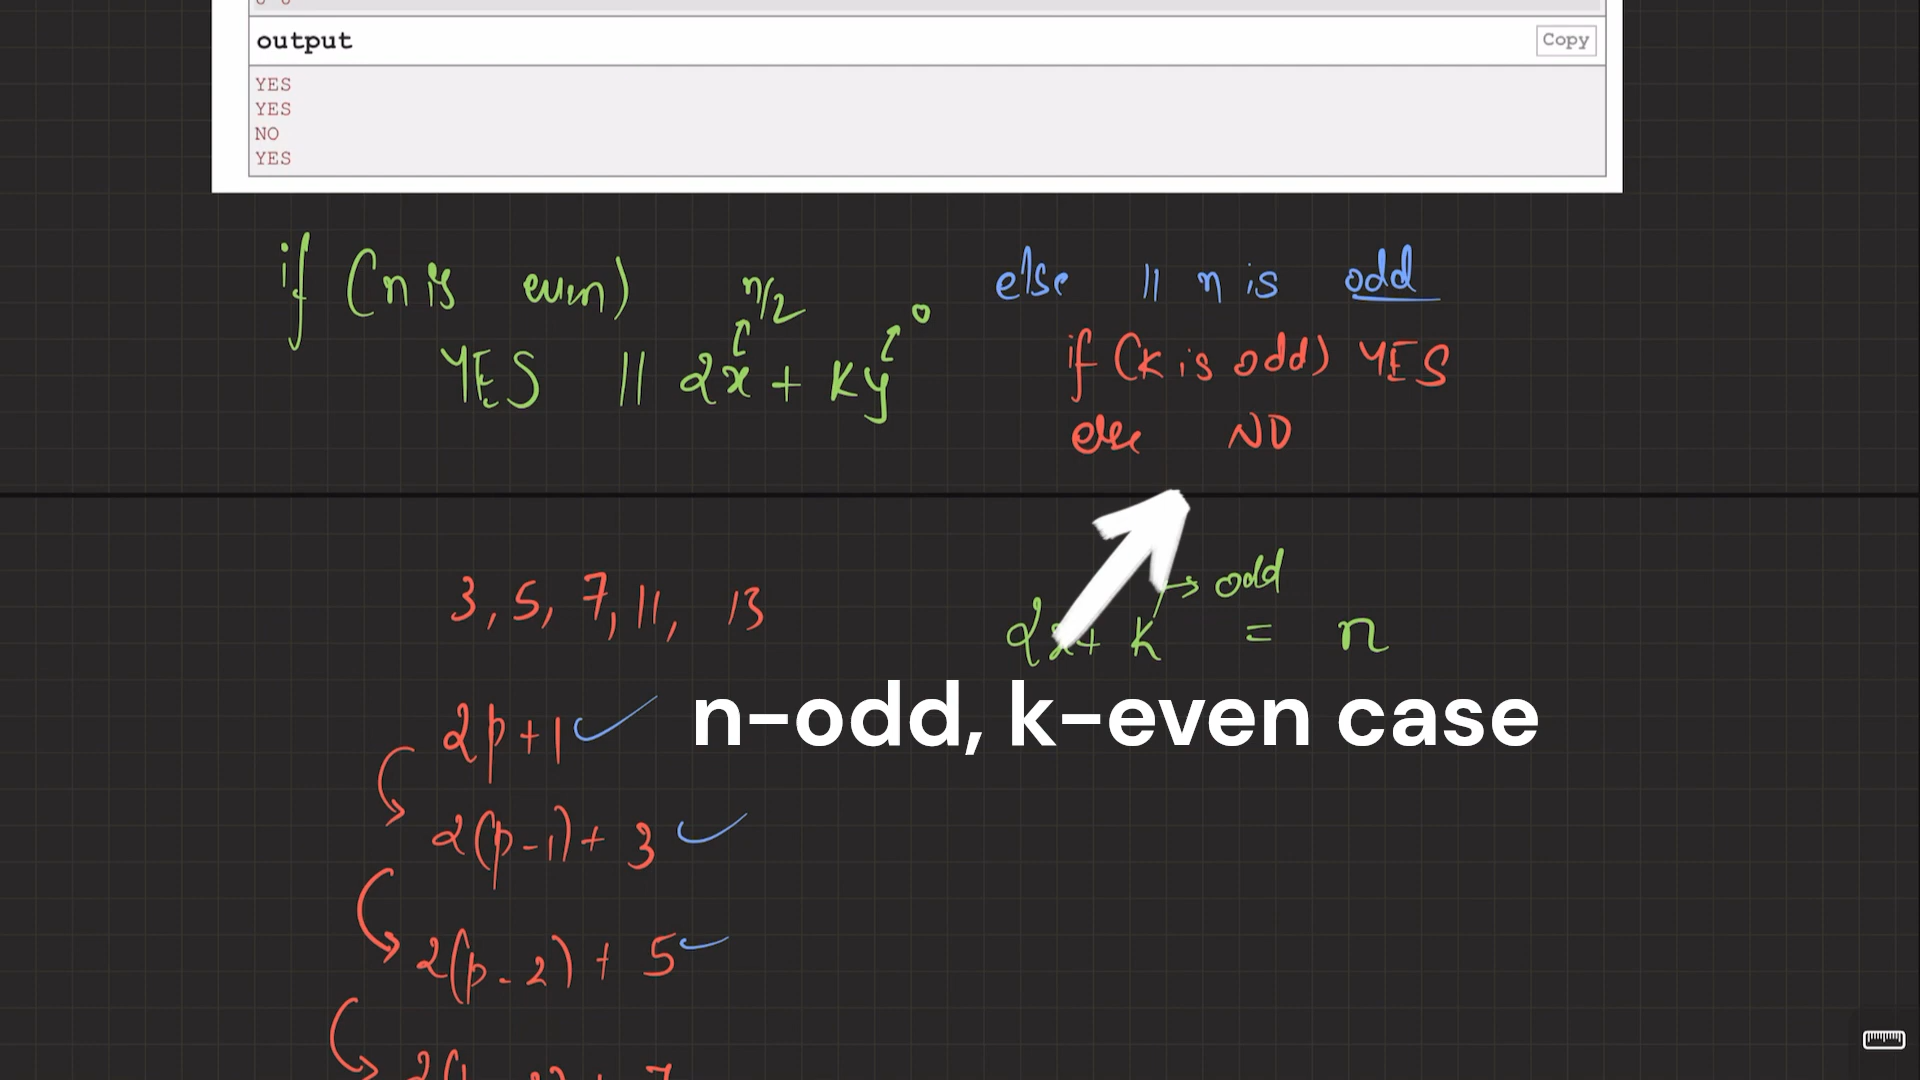 output
Copy
YES
YES
NO
YES
if (n is even)
n/2
0
YES // 2x + ky
else // n is odd
if (k is odd) YES
else NO
3, 5, 7, 11, 13
odd
2x + k = n
2p+1
n-odd, k-even case
2(p-1) + 3
2(p-2) + 5